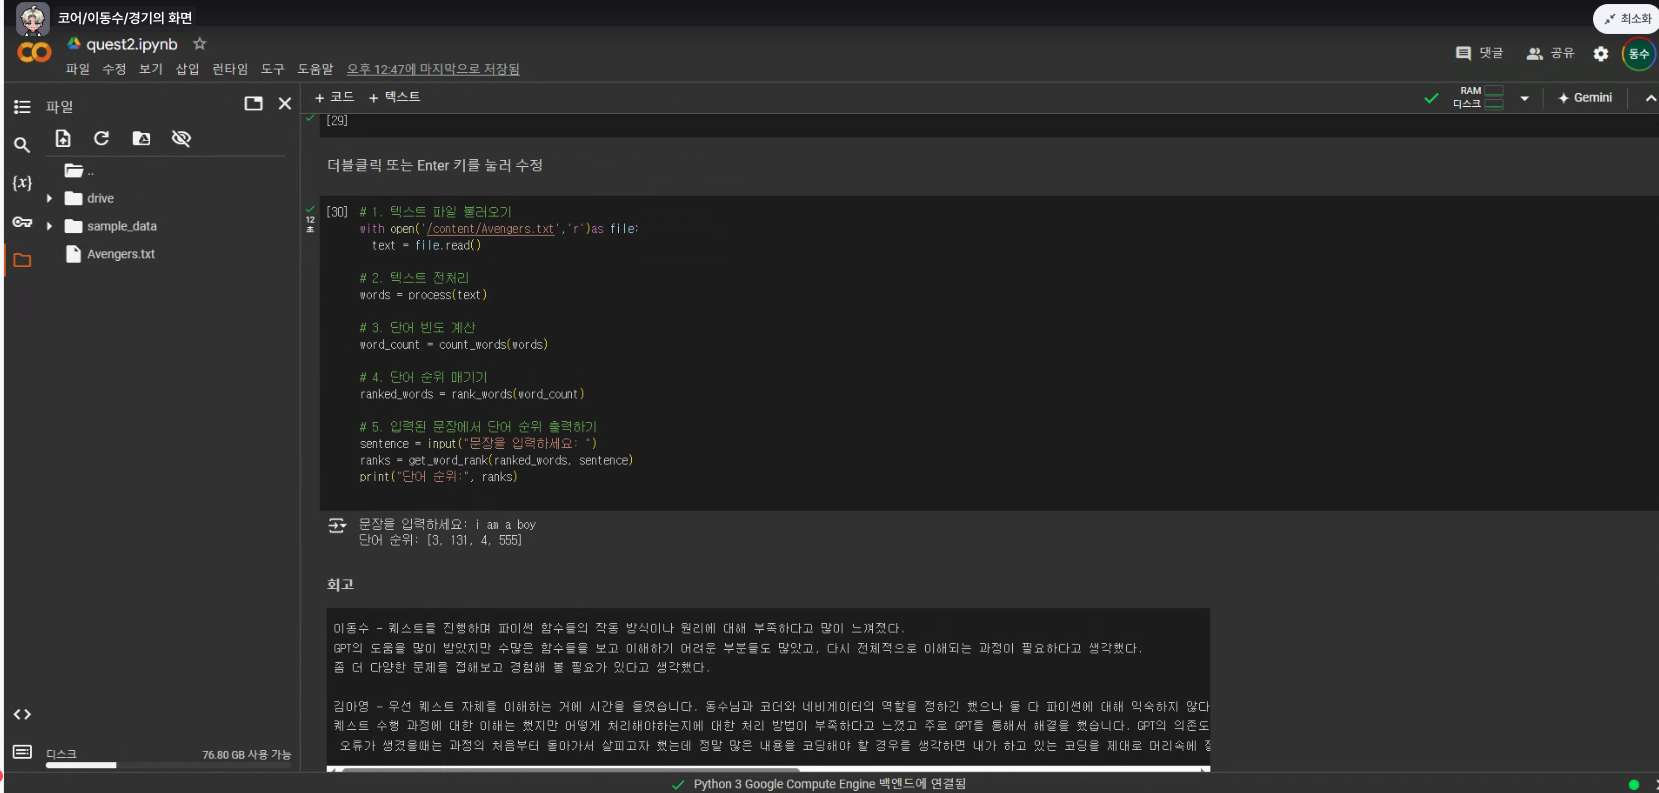 코어/이동수/경기의 화면
최소화
quest2.ipynb
댓글 공유 동수
파일 수정 보기 삽입 런타임 도구 도움말 오후 12:47에 마지막으로 저장됨
파일
+ 코드 + 텍스트
RAM
디스크
Gemini
[29]
..
drive
sample_data
Avengers.txt
{x}
더블클릭 또는 Enter 키를 눌러 수정
12
초
[30] # 1. 텍스트 파일 불러오기
with open('/content/Avengers.txt','r')as file:
text = file.read()
# 2. 텍스트 전처리
words = process(text)
# 3. 단어 빈도 계산
word_count = count_words(words)
# 4. 단어 순위 매기기
ranked_words = rank_words(word_count)
# 5. 입력된 문장에서 단어 순위 출력하기
sentence = input("문장을 입력하세요: ")
ranks = get_word_rank(ranked_words, sentence)
print("단어 순위:", ranks)
문장을 입력하세요: i am a boy
단어 순위: [3, 131, 4, 555]
회고
이동수 - 퀘스트를 진행하며 파이썬 함수들의 작동 방식이나 원리에 대해 부족하다고 많이 느껴졌다.
GPT의 도움을 많이 받았지만 수많은 함수들을 보고 이해하기 어려운 부분들도 많았고, 다시 전체적으로 이해되는 과정이 필요하다고 생각했다.
좀 더 다양한 문제를 접해보고 경험해 볼 필요가 있다고 생각했다.
김아영 - 우선 퀘스트 자체를 이해하는 거에 시간을 들였습니다. 동수님과 코더와 네비게이터의 역할을 정하긴 했으나 둘 다 파이썬에 대해 익숙하지 않다
퀘스트 수행 과정에 대한 이해는 했지만 어떻게 처리해야하는지에 대한 처리 방법이 부족하다고 느꼈고 주로 GPT를 통해서 해결을 했습니다. GPT의 의존도
오류가 생겼을때는 과정의 처음부터 돌아가서 살피고자 했는데 정말 많은 내용을 코딩해야 할 경우를 생각하면 내가 하고 있는 코딩을 제대로 머리속에
디스크 76.80 GB 사용 가능
Python 3 Google Compute Engine 백엔드에 연결됨